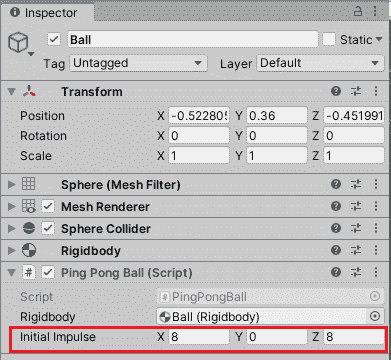 Inspector
Ball
Static
Tag Untagged Layer Default
Transform
Position X -0.522805 Y 0.36 Z -0.451991
Rotation X 0 Y 0 Z 0
Scale X 1 Y 1 Z 1
Sphere (Mesh Filter)
Mesh Renderer
Sphere Collider
Rigidbody
# Ping Pong Ball (Script)
Script # PingPongBall
Rigidbody Ball (Rigidbody)
Initial Impulse X 8 Y 0 Z 8